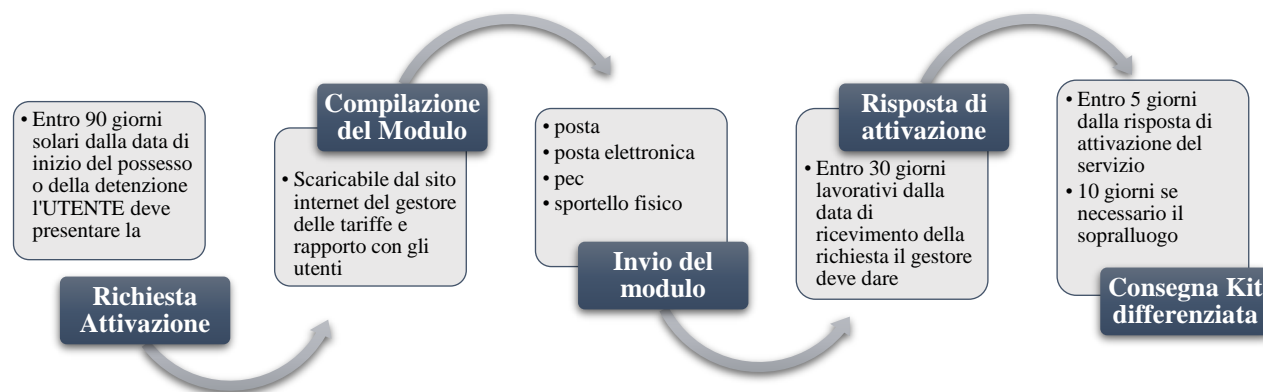 • Entro 90 giorni
solari dalla data di
inizio del possesso
o della detenzione
l'UTENTE deve
presentare la
Richiesta
Attivazione
Compilazione
del Modulo
• Scaricabile dal sito
internet del gestore
delle tariffe e
rapporto con gli
utenti
• posta
• posta elettronica
• pec
• sportello fisico
Invio del
modulo
Risposta di
attivazione
• Entro 30 giorni
lavorativi dalla
data di
ricevimento della
richiesta il gestore
deve dare
• Entro 5 giorni
dalla risposta di
attivazione del
servizio
• 10 giorni se
necessario il
sopralluogo
Consegna Kit
differenziata